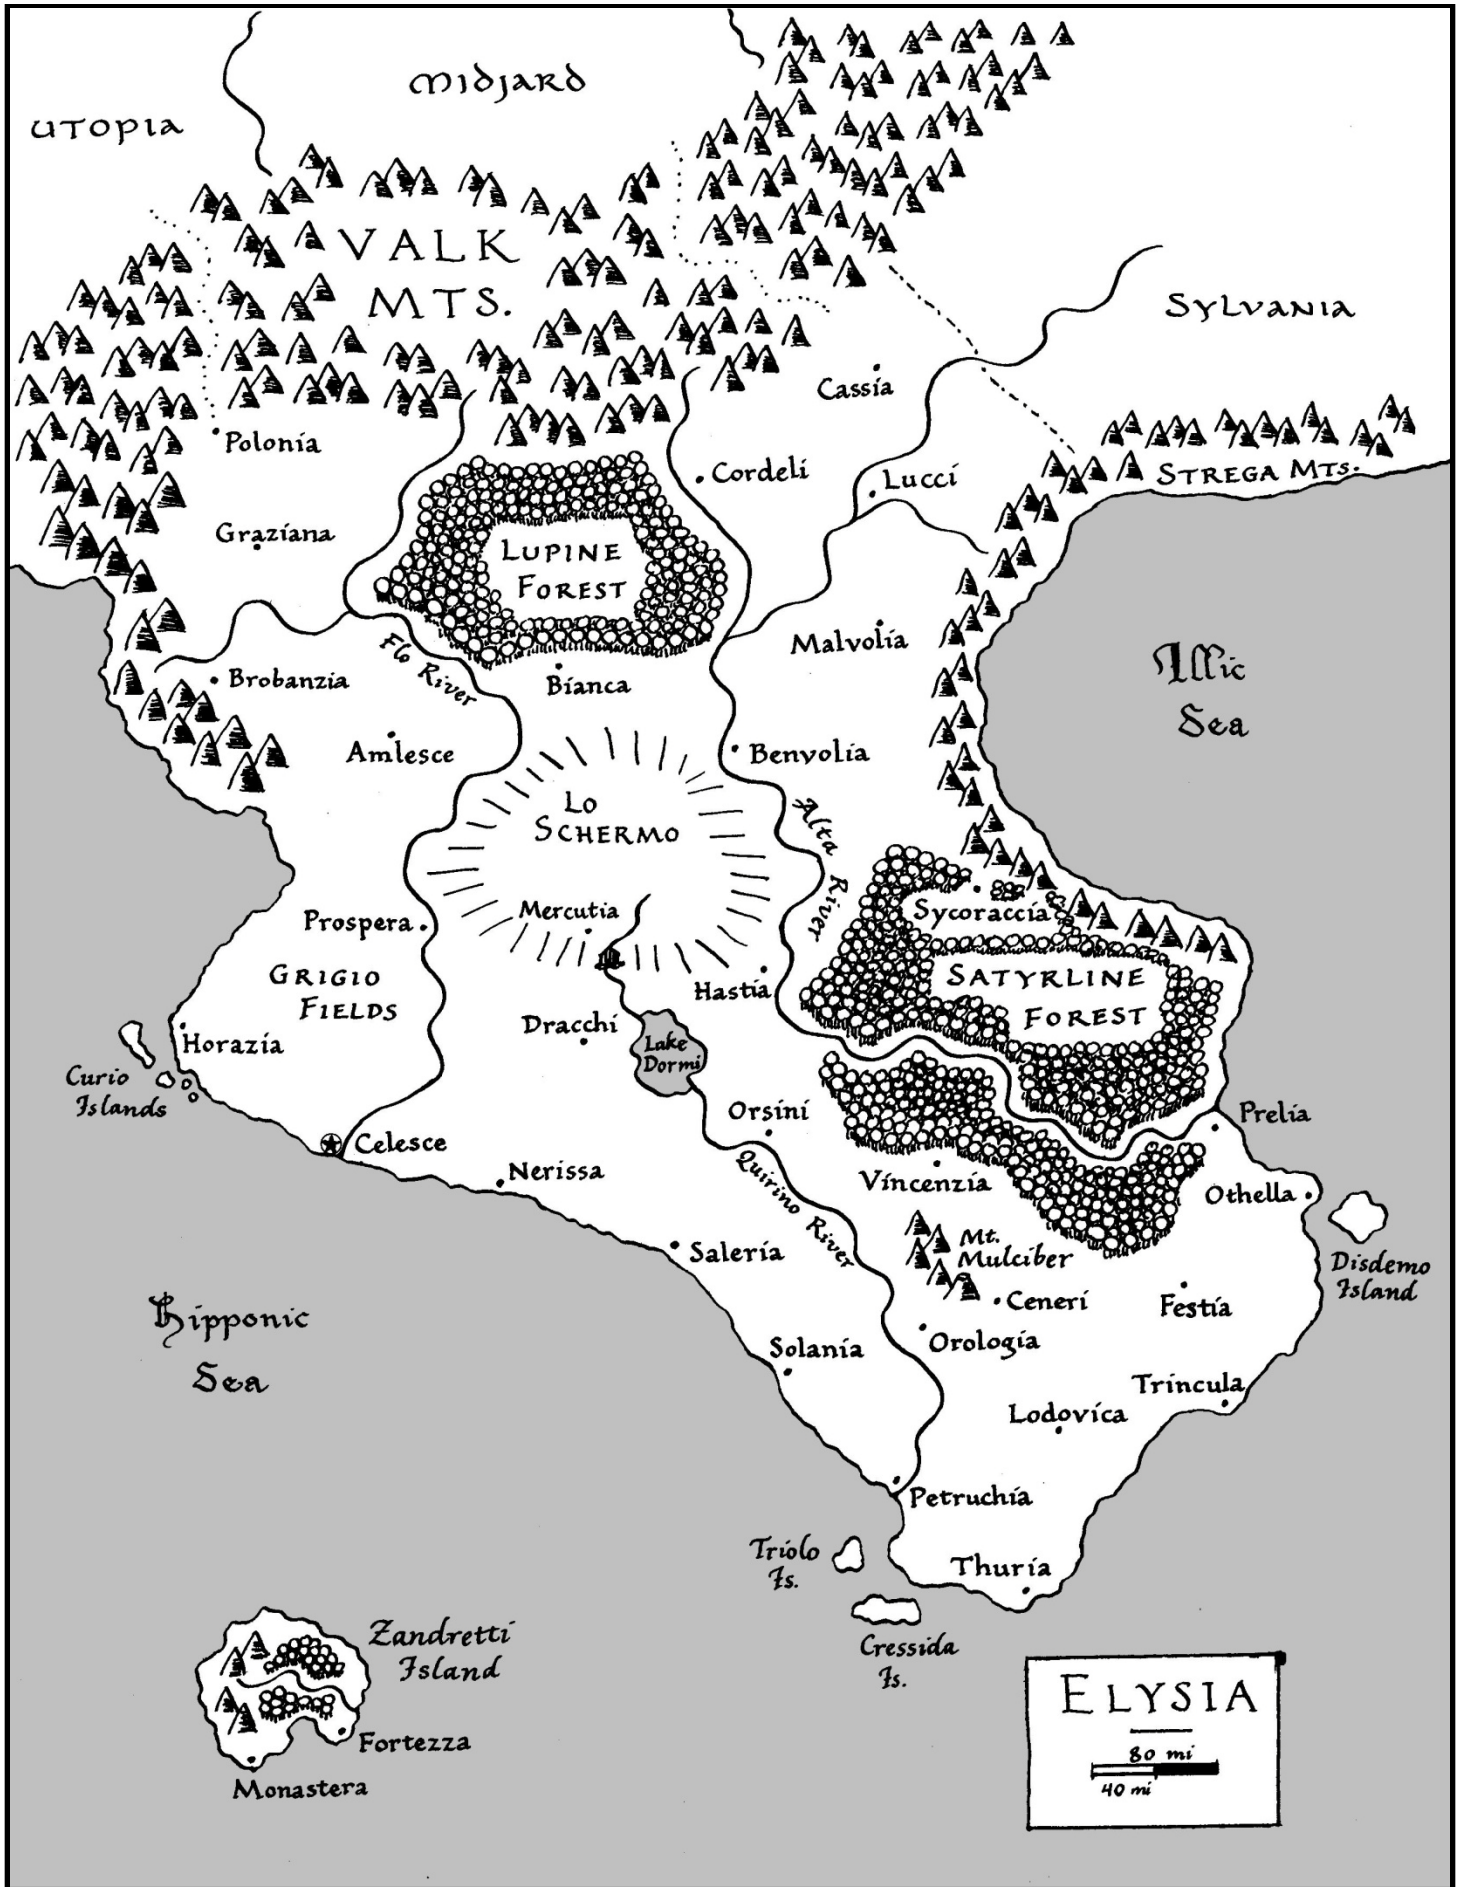 MIDJARD
UTOPIA
VALK
MTS.
SYLVANIA
Cassia
Polonia
Cordeli
Lucci
STREGA MTS.
Graziana
LUPINE
FOREST
Malvolia
Flo River
Brobanzia
Bianca
Illic
Sea
Amlesce
Benvolia
LO
SCHERMO
Alta River
Prospera
Mercutia
Sycoraccia
GRIGIO
FIELDS
Hastia
SATYRLINE
FOREST
Horazia
Dracchi
Lake
Dormi
Curio
Islands
Orsini
Prelia
Celesce
Nerissa
Quirino River
Vincenzia
Othella
Saleria
Mt.
Mulciber
Disdemo
Island
Ceneri
Festia
Hipponic
Sea
Solania
Orologia
Trincula
Lodovica
Petruchia
Triolo
Is.
Thuria
Cressida
Is.
Zandretti
Island
Fortezza
Monastera
ELYSIA
80 mi
40 mi